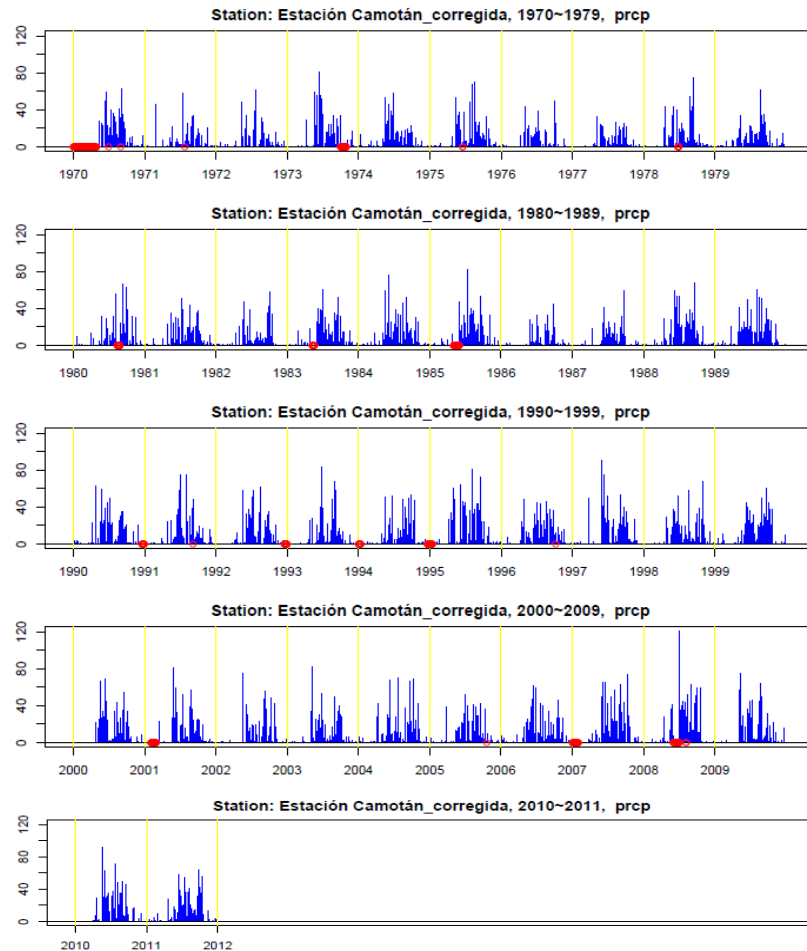 Station: Estación Camotán_corregida, 1970~1979, prcp
120
80
40
0
1970 1971 1972 1973 1974 1975 1976 1977 1978 1979
Station: Estación Camotán_corregida, 1980~1989, prcp
120
80
40
0
1980 1981 1982 1983 1984 1985 1986 1987 1988 1989
Station: Estación Camotán_corregida, 1990~1999, prcp
120
80
40
0
1990 1991 1992 1993 1994 1995 1996 1997 1998 1999
Station: Estación Camotán_corregida, 2000~2009, prcp
120
80
40
0
2000 2001 2002 2003 2004 2005 2006 2007 2008 2009
Station: Estación Camotán_corregida, 2010~2011, prcp
120
80
40
0
2010 2011 2012